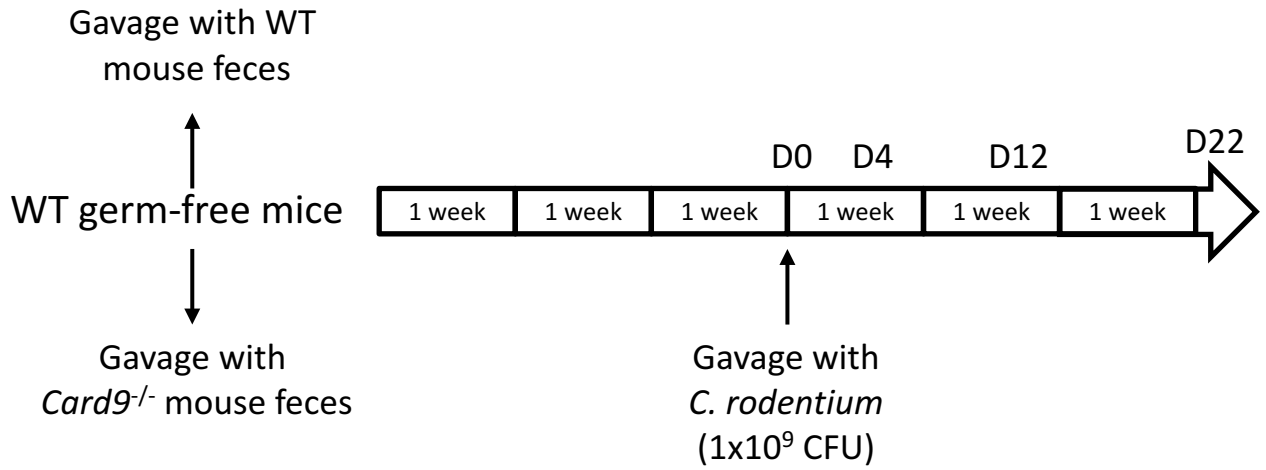 Gavage with WT
mouse feces
D0 D4 D12 D22
WT germ-free mice
1 week 1 week 1 week 1 week 1 week 1 week
Gavage with
Card9-/- mouse feces
Gavage with
C. rodentium
(1x10⁹ CFU)